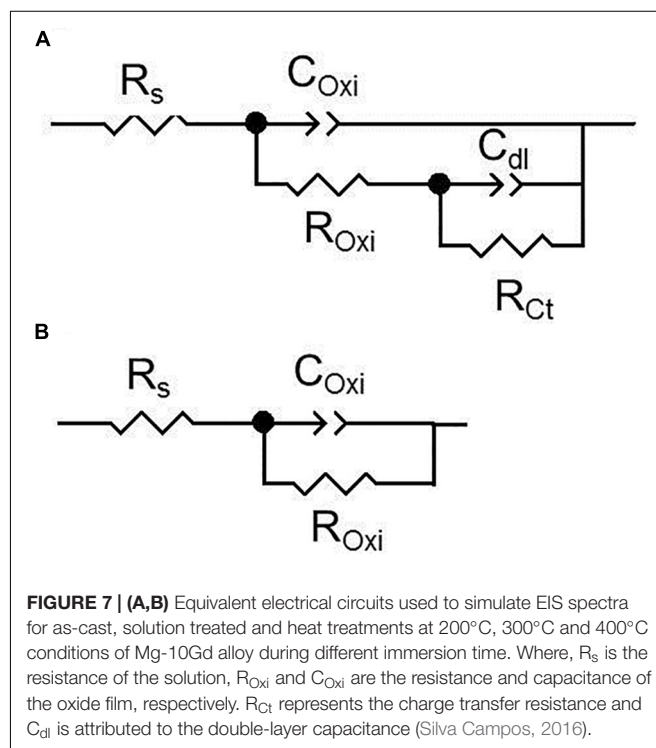 A
Rs
COxi
Cdl
ROxi
RCt
B
Rs
COxi
ROxi
FIGURE 7 | (A,B) Equivalent electrical circuits used to simulate EIS spectra
for as-cast, solution treated and heat treatments at 200°C, 300°C and 400°C
conditions of Mg-10Gd alloy during different immersion time. Where, Rs is the
resistance of the solution, ROxi and COxi are the resistance and capacitance of
the oxide film, respectively. RCt represents the charge transfer resistance and
Cdl is attributed to the double-layer capacitance (Silva Campos, 2016).